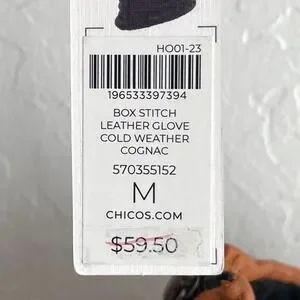 HO01-23
196533397394
BOX STITCH
LEATHER GLOVE
COLD WEATHER
COGNAC
570355152
M
CHICOS.COM
$59.50